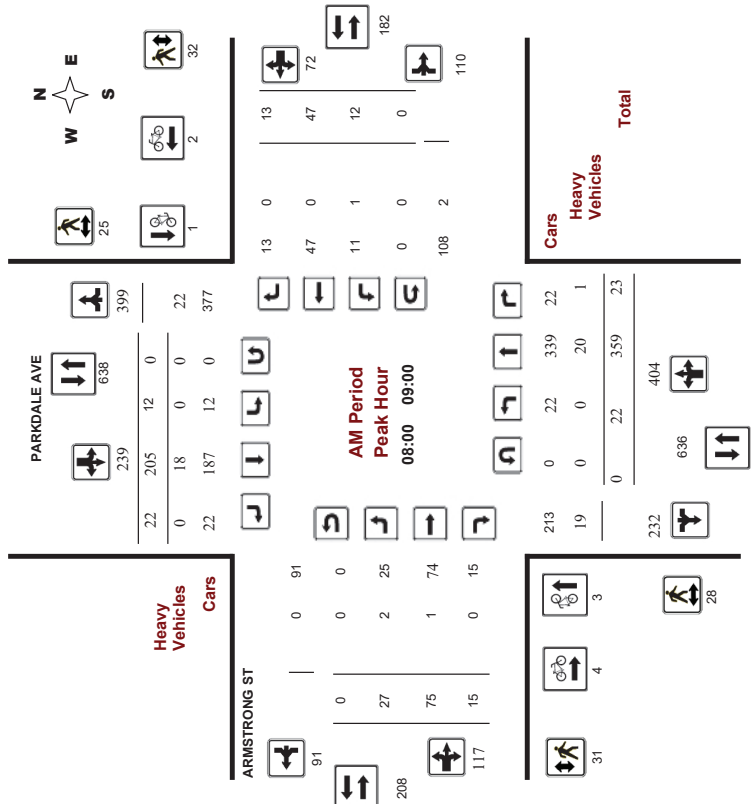 N
W E
S
25
32
1
2
PARKDALE AVE
638
239
399
22 205 12 0
0 18 0 0 22
22 187 12 0 377
Heavy
Vehicles
Cars
ARMSTRONG ST
AM Period
Peak Hour
08:00 09:00
13 0 13
47 0 47
11 1 12
0 0 0
108 2
72
182
110
0 91
0 0 0
27 2 25
75 1 74
15 0 15
91
208
117
Cars
Heavy
Vehicles
Total
213 0 22 339 22
19 0 0 20 1
0 22 359 23
232
404
636
31
4
3
28